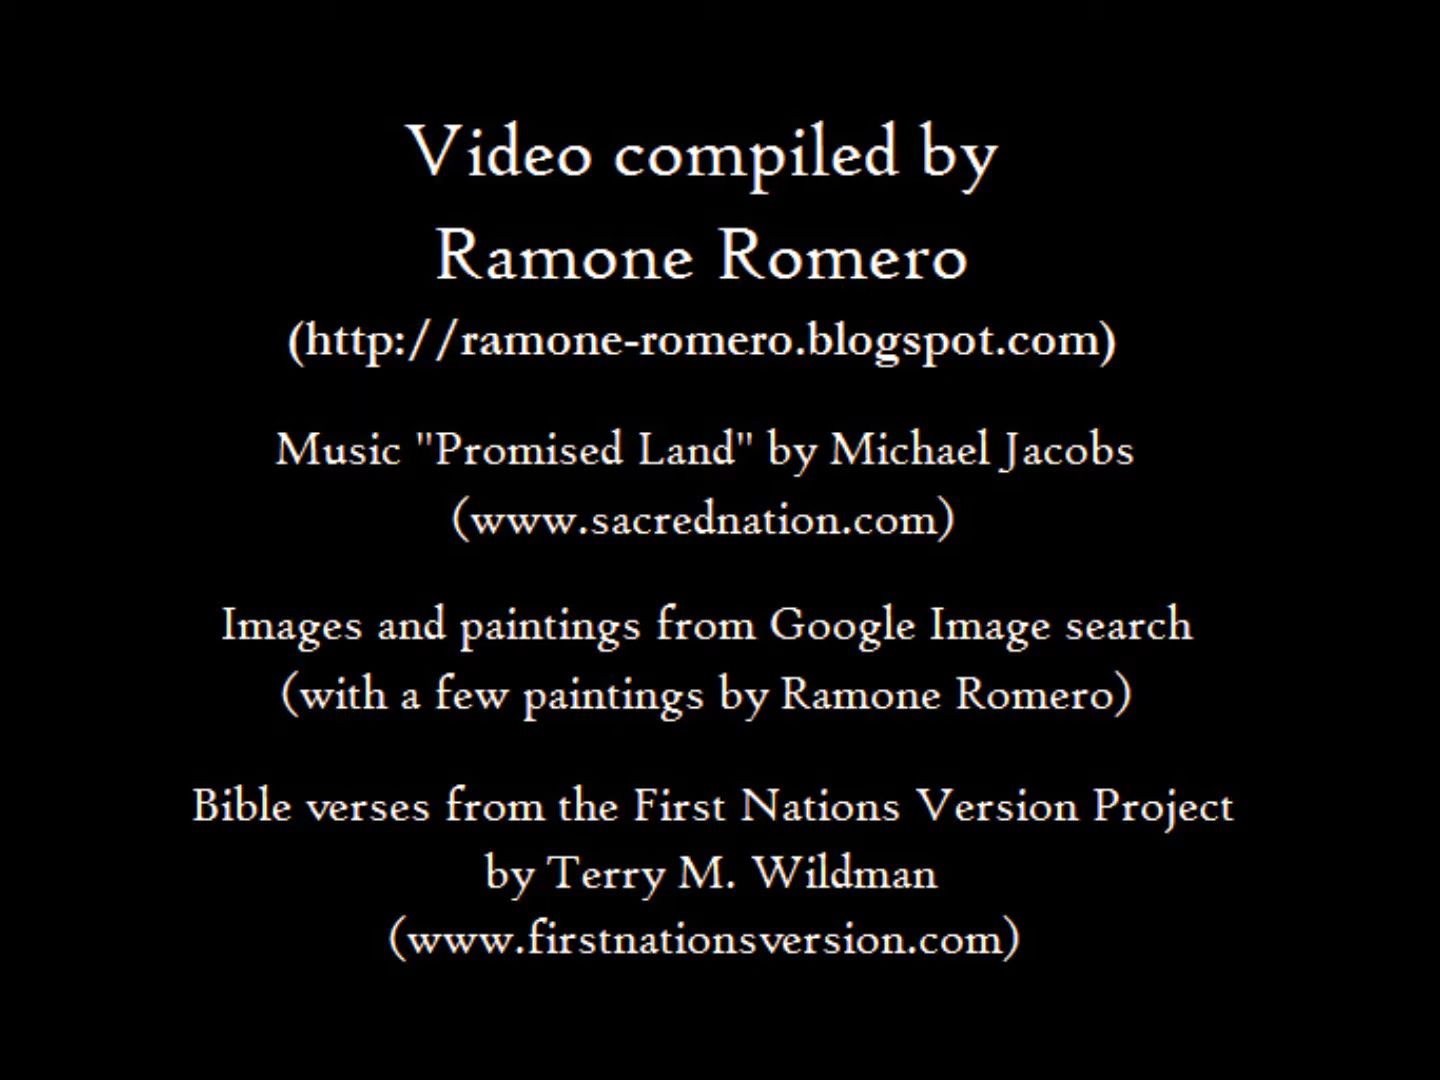 Video compiled by
Ramone Romero
(http://ramone-romero.blogspot.com)
Music "Promised Land" by Michael Jacobs
(www.sacrednation.com)
Images and paintings from Google Image search
(with a few paintings by Ramone Romero)
Bible verses from the First Nations Version Project
by Terry M. Wildman
(www.firstnationsversion.com)